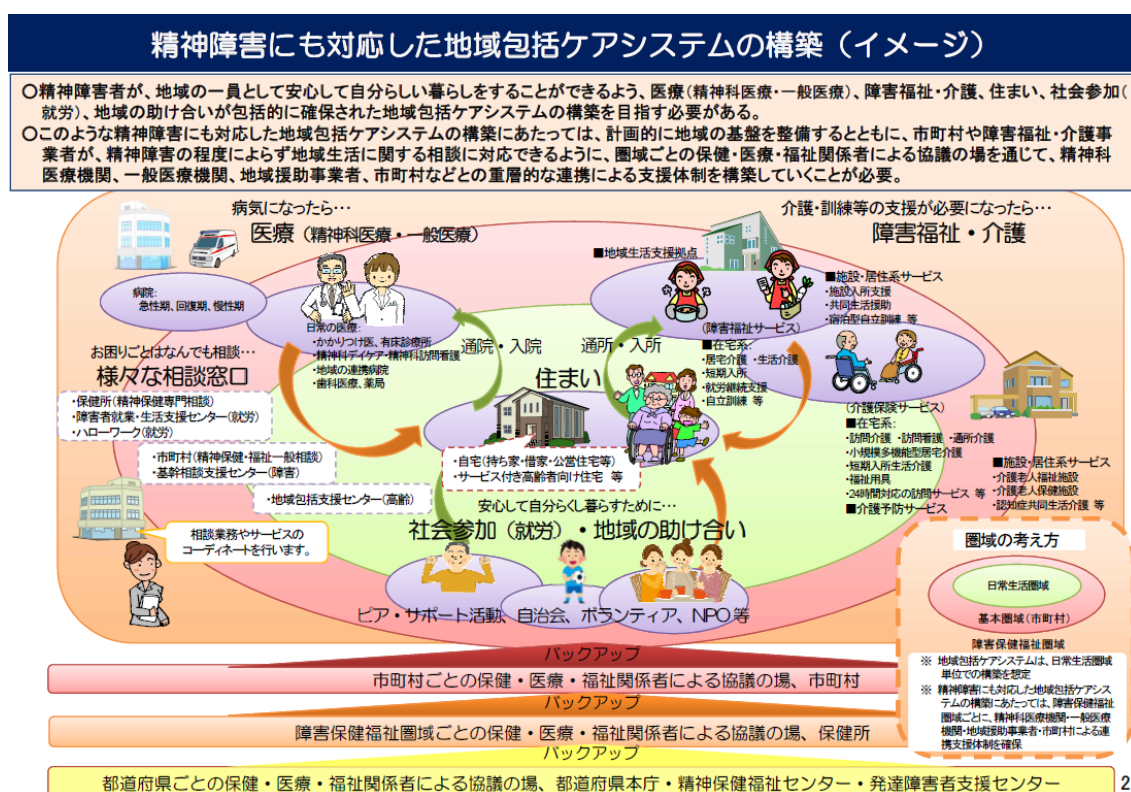 精神障害にも対応した地域包括ケアシステムの構築（イメージ）
〇精神障害者が、地域の一員として安心して自分らしい暮らしをすることができるよう、医療(精神科医療・一般医療)、障害福祉・介護、住まい、社会参加(
就労)、地域の助け合いが包括的に確保された地域包括ケアシステムの構築を目指す必要がある。
〇このような精神障害にも対応した地域包括ケアシステムの構築にあたっては、計画的に地域の基盤を整備するとともに、市町村や障害福祉・介護事
業者が、精神障害の程度によらず地域生活に関する相談に対応できるように、圏域ごとの保健・医療・福祉関係者による協議の場を通じて、精神科
医療機関、一般医療機関、地域援助事業者、市町村などとの重層的な連携による支援体制を構築していくことが必要。
病気になったら…
医療（精神科医療・一般医療）
病院:
急性期、回復期、慢性期
日常の医療:
・かかりつけ医、有床診療所
・精神科デイケア・精神科訪問看護
・地域の連携病院
・歯科医療、薬局
通院・入院
介護・訓練等の支援が必要になったら…
障害福祉・介護
■地域生活支援拠点
■施設・居住系サービス
・施設入所支援
・共同生活援助
・宿泊型自立訓練 等
(障害福祉サービス)
■在宅系:
・居宅介護 ・生活介護
・短期入所
・就労継続支援
・自立訓練 等
通所・入所
(介護保険サービス)
■在宅系:
・訪問介護 ・訪問看護 ・通所介護
・小規模多機能型居宅介護
・短期入所生活介護
・福祉用具
・24時間対応の訪問サービス 等
■介護予防サービス
■施設・居住系サービス
・介護老人福祉施設
・介護老人保健施設
・認知症共同生活介護 等
お困りごとはなんでも相談…
様々な相談窓口
・保健所(精神保健専門相談)
・障害者就業・生活支援センター(就労)
・ハローワーク(就労)
・市町村(精神保健・福祉一般相談)
・基幹相談支援センター(障害)
・地域包括支援センター(高齢)
相談業務やサービスの
コーディネートを行います。
住まい
・自宅(持ち家・借家・公営住宅等)
・サービス付き高齢者向け住宅 等
安心して自分らしく暮らすために…
社会参加（就労）・地域の助け合い
ピア・サポート活動、自治会、ボランティア、NPO等
圏域の考え方
日常生活圏域
基本圏域(市町村)
障害保健福祉圏域
※ 地域包括ケアシステムは、日常生活圏域
単位での構築を想定
※ 精神障害にも対応した地域包括ケアシス
テムの構築にあたっては、障害保健福祉
圏域ごとに、精神科医療機関・一般医療
機関・地域援助事業者・市町村による連
携支援体制を確保
バックアップ
市町村ごとの保健・医療・福祉関係者による協議の場、市町村
バックアップ
障害保健福祉圏域ごとの保健・医療・福祉関係者による協議の場、保健所
バックアップ
都道府県ごとの保健・医療・福祉関係者による協議の場、都道府県本庁・精神保健福祉センター・発達障害者支援センター
2